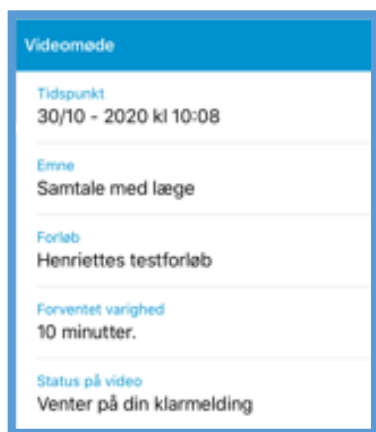 Videomøde
Tidspunkt
30/10 - 2020 kl 10:08
Emne
Samtale med læge
Forløb
Henriettes testforløb
Forventet varighed
10 minutter.
Status på video
Venter på din klarmelding